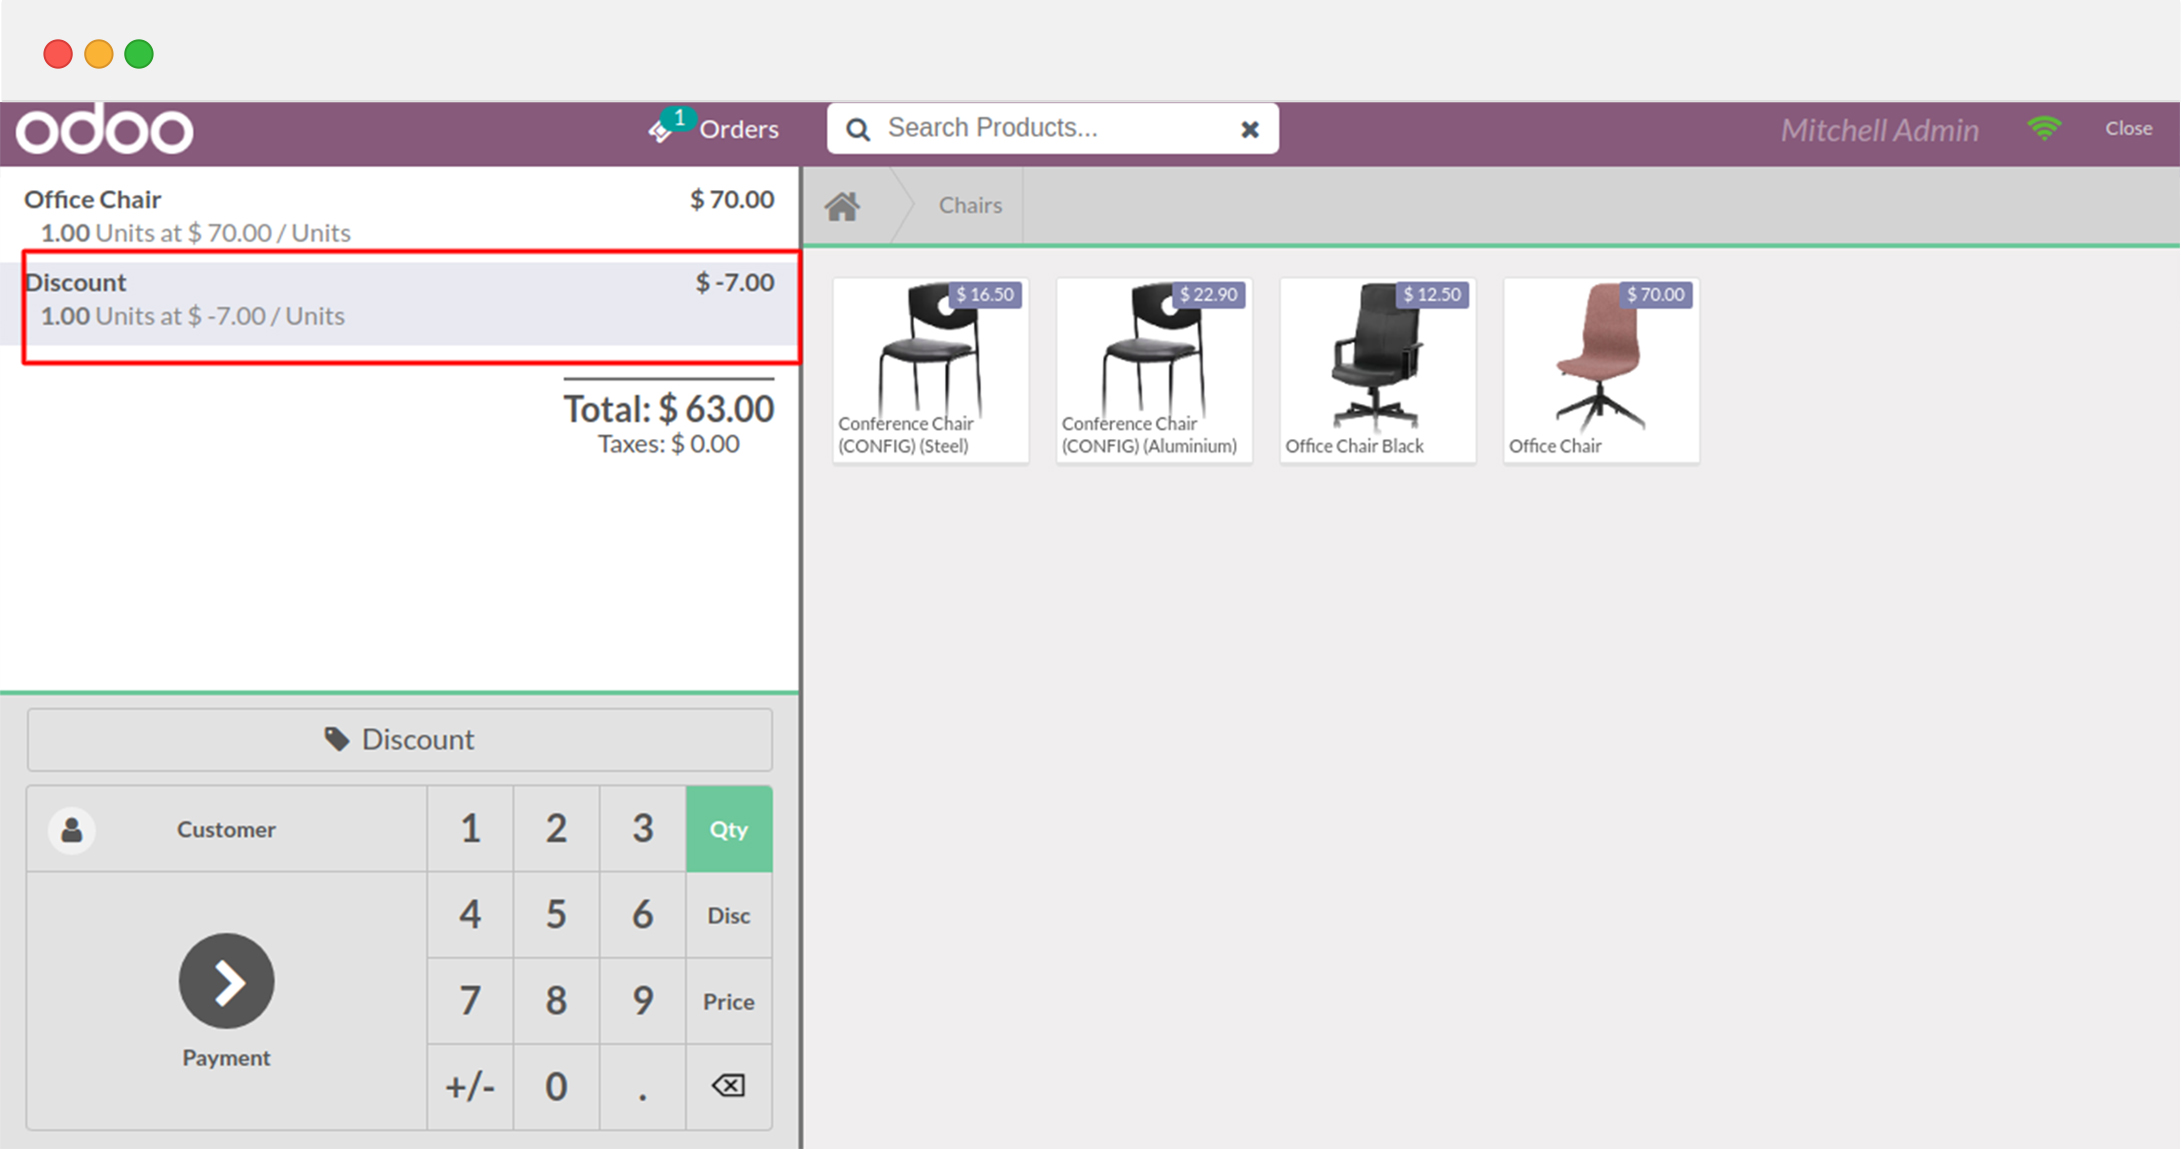 odoo
1
Orders
Search Products...
Mitchell Admin
Close
Office Chair
$ 70.00
1.00 Units at $ 70.00 / Units
Discount
$ -7.00
1.00 Units at $ -7.00 / Units
Total: $ 63.00
Taxes: $ 0.00
Discount
Customer
1
2
3
Qty
4
5
6
Disc
Payment
7
8
9
Price
+/-
0
.
Chairs
$ 16.50
Conference Chair
(CONFIG) (Steel)
$ 22.90
Conference Chair
(CONFIG) (Aluminium)
$ 12.50
Office Chair Black
$ 70.00
Office Chair